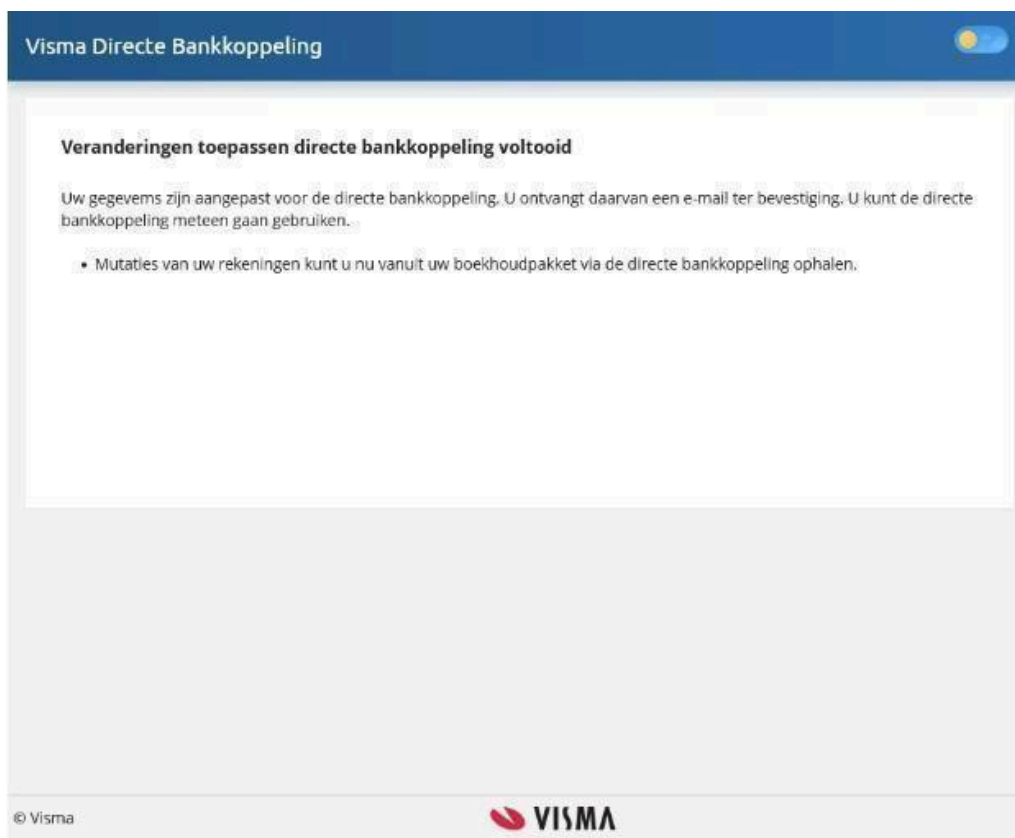 Visma Directe Bankkoppeling
Veranderingen toepassen directe bankkoppeling voltooid
Uw gegevems zijn aangepast voor de directe bankkoppeling. U ontvangt daarvan een e-mail ter bevestiging. U kunt de directe
bankkoppeling meteen gaan gebruiken.
• Mutaties van uw rekeningen kunt u nu vanuit uw boekhoudpakket via de directe bankkoppeling ophalen.
© Visma
VISMA